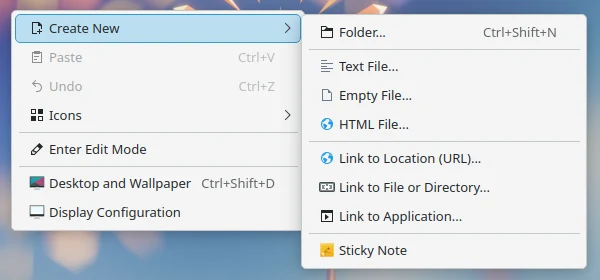 Create New
Paste Ctrl+V
Undo Ctrl+Z
Icons
Enter Edit Mode
Desktop and Wallpaper Ctrl+Shift+D
Display Configuration
Folder... Ctrl+Shift+N
Text File...
Empty File...
HTML File...
Link to Location (URL)...
Link to File or Directory...
Link to Application...
Sticky Note